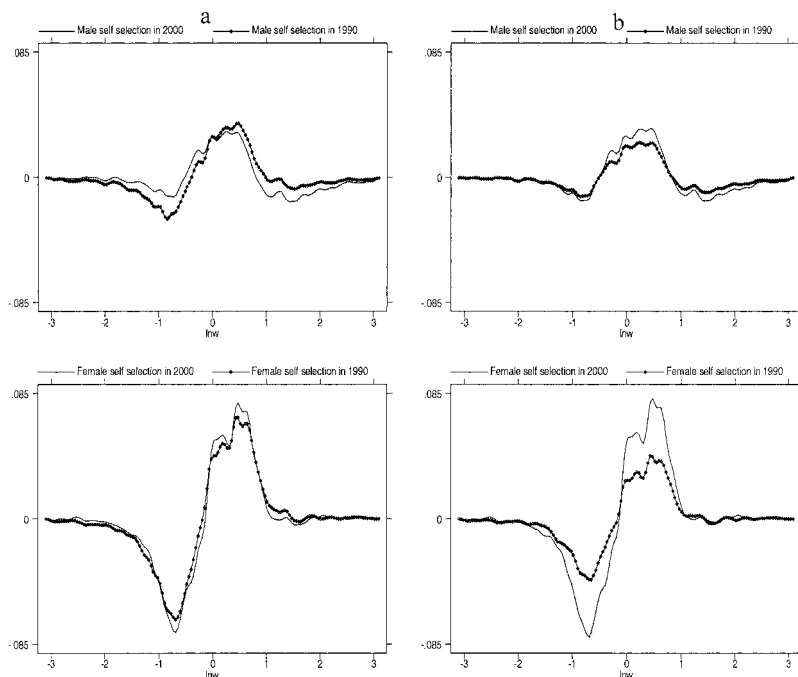 a
b
Male self selection in 2000 Male self selection in 1990
Male self selection in 2000 Male self selection in 1990
.085
0
-.085
-3 -2 -1 0 1 2 3
lnw
.085
0
-.085
-3 -2 -1 0 1 2 3
lnw
Female self selection in 2000 Female self selection in 1990
Female self selection in 2000 Female self selection in 1990
.085
0
-.085
-3 -2 -1 0 1 2 3
lnw
.085
0
-.085
-3 -2 -1 0 1 2 3
lnw